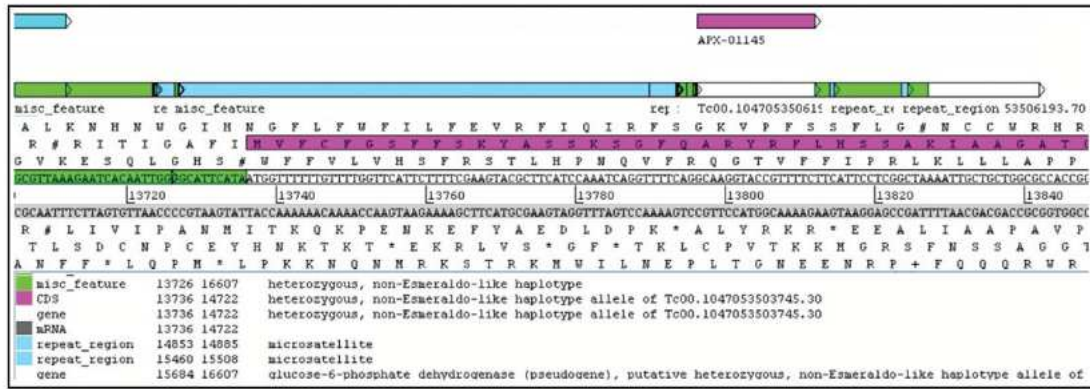 APX-01145
misc_feature re misc_feature rep : Tc00.10470535061 repeat_re repeat_region 53506193.70
A L K N H N W G I H N G F L F W F I L F E V R F I Q I R F S G K V P F S S F L G # N C C W R H R
R # R I T I G A F I M V F C F G S F F S K Y A S S K S G F Q A R Y R F L H S S A K I A A G A T
G V K E S Q L G H S # W F F V L V H S F R S T L H P N Q V F R Q G T V F F I P R L K L L L A P P
GCGTTAAAGAATCACAATTGGGGCATTCATAATGGTTTTTTGTTTTGGTTCATTCTTTTCGAAGTACGCTTCATCCAAATCAGGTTTTCAGGCAAGGTACCGTTTTCTTCATTCCTCGGCTAAAATTGCTGCTGGCGCCACCG
13720 13740 13760 13780 13800 13820 13840
CGCAATTTCTTAGTGTTAACCCCGTAAGTATTACCAAAAAACAAAACCAAGTAAGAAAAGCTTCATGCGAAGTAGGTTTAGTCCAAAAGTCCGTTCCATGGCAAAAGAAGTAAGGAGCCGATTTTAACGACGACCGCGGTGGC
R # L I V I P A N M I T K Q K P E N K E F Y A E D L D P K * A L Y R K R * E E A L I A A P A V P
T L S D C N P C E Y H N K T K T * E K R L V S * G F * T K L C P V T K K M G R S F N S S A G G T
A N F F * L Q P M * L P K K N Q N M R K S T R K M W I L N E P L T G N E E N R P + F Q Q Q R W R
misc_feature 13726 16607 heterozygous, non-Esmeraldo-like haplotype
CDS 13736 14722 heterozygous, non-Esmeraldo-like haplotype allele of Tc00.1047053503745.30
gene 13736 14722 heterozygous, non-Esmeraldo-like haplotype allele of Tc00.1047053503745.30
mRNA 13736 14722
repeat_region 14853 14885 microsatellite
repeat_region 15460 15508 microsatellite
gene 15684 16607 glucose-6-phosphate dehydrogenase (pseudogene), putative heterozygous, non-Esmeraldo-like haplotype allele of